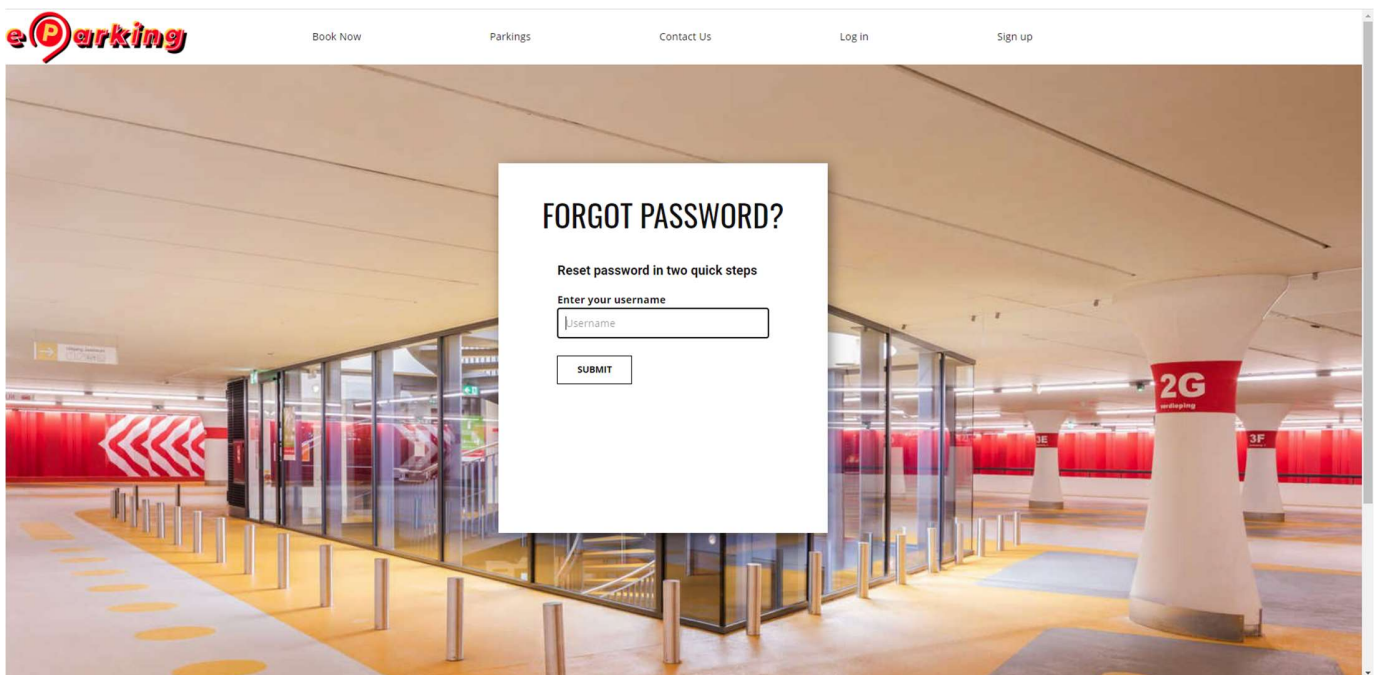 eParking
Book Now
Parkings
Contact Us
Log in
Sign up
FORGOT PASSWORD?
Reset password in two quick steps
Enter your username
Username
SUBMIT
2G
3E
3F